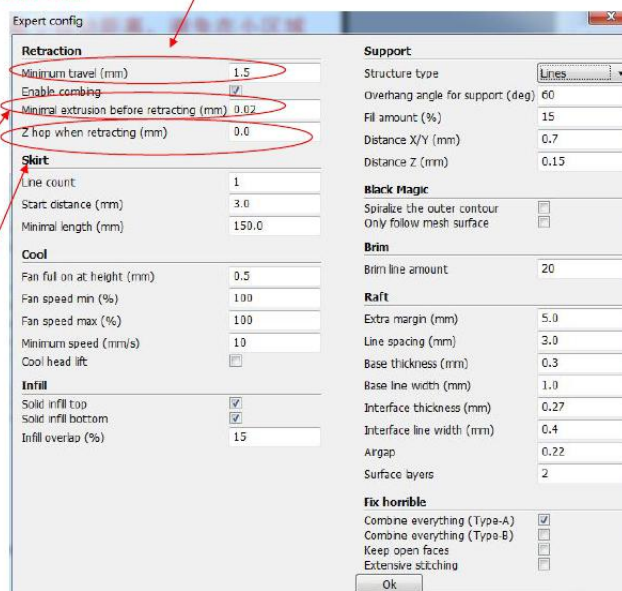 Expert config
Retraction
Minimum travel (mm) 1.5
Enable combing
Minimal extrusion before retracting (mm) 0.02
Z hop when retracting (mm) 0.0
Skirt
Line count 1
Start distance (mm) 3.0
Minimal length (mm) 150.0
Cool
Fan full on at height (mm) 0.5
Fan speed min (%) 100
Fan speed max (%) 100
Minimum speed (mm/s) 10
Cool head lift
Infill
Solid infill top
Solid infill bottom
Infill overlap (%) 15
Support
Structure type Lines
Overhang angle for support (deg) 60
Fill amount (%) 15
Distance X/Y (mm) 0.7
Distance Z (mm) 0.15
Black Magic
Spiralize the outer contour
Only follow mesh surface
Brim
Brim line amount 20
Raft
Extra margin (mm) 5.0
Line spacing (mm) 3.0
Base thickness (mm) 0.3
Base line width (mm) 1.0
Interface thickness (mm) 0.27
Interface line width (mm) 0.4
Airgap 0.22
Surface layers 2
Fix horrible
Combine everything (Type-A)
Combine everything (Type-B)
Keep open faces
Extensive stitching
Ok